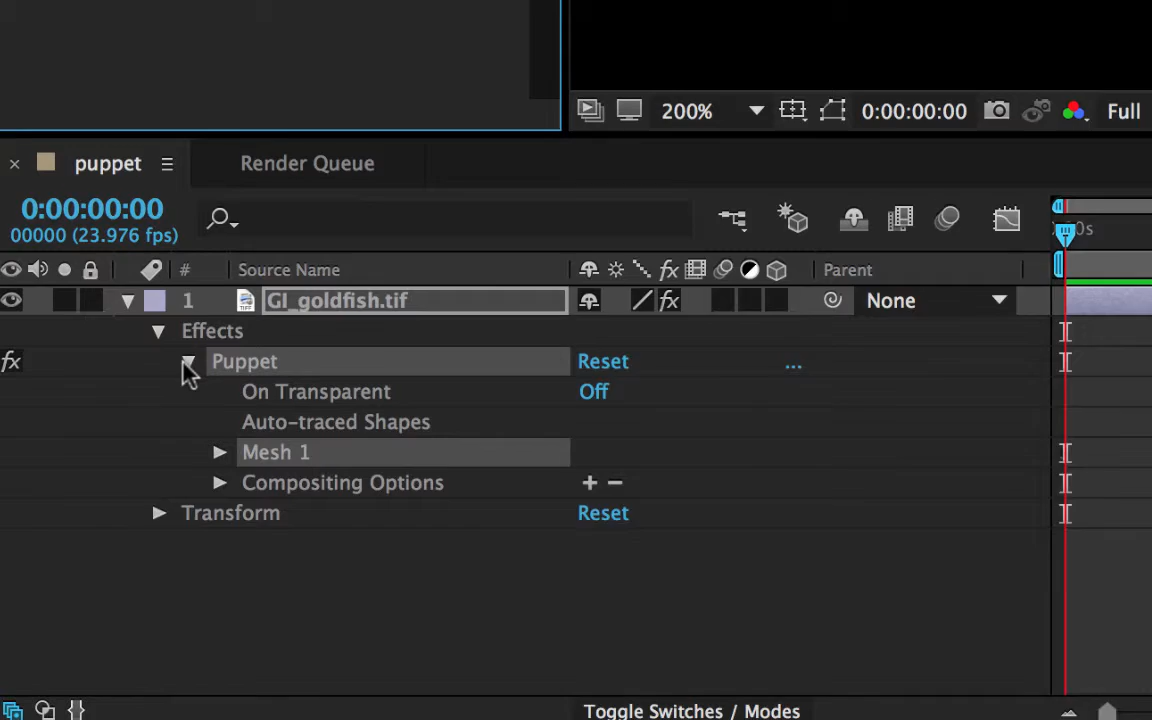 200% 0:00:00:00 Full
puppet Render Queue
0:00:00:00
00000 (23.976 fps)
# Source Name fx Parent
1 GI_goldfish.tif fx None
Effects
fx Puppet Reset ...
On Transparent Off
Auto-traced Shapes
Mesh 1
Compositing Options + −
Transform Reset
Toggle Switches / Modes